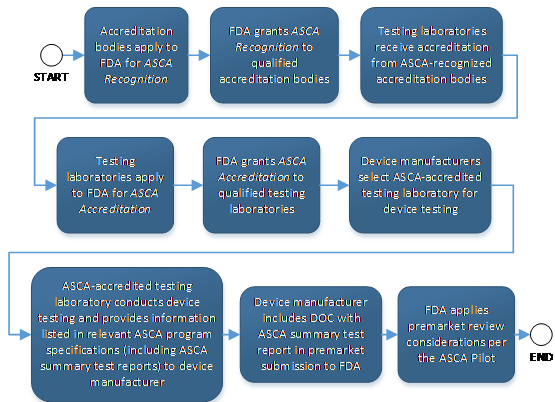 START
Accreditation
bodies apply to
FDA for ASCA
Recognition
FDA grants ASCA
Recognition to
qualified
accreditation bodies
Testing laboratories
receive accreditation
from ASCA-recognized
accreditation bodies
Testing
laboratories apply
to FDA for ASCA
Accreditation
FDA grants ASCA
Accreditation to
qualified testing
laboratories
Device manufacturers
select ASCA-accredited
testing laboratory for
device testing
ASCA-accredited testing
laboratory conducts device
testing and provides information
listed in relevant ASCA program
specifications (including ASCA
summary test reports) to device
manufacturer
Device manufacturer
includes DOC with
ASCA summary test
report in premarket
submission to FDA
FDA applies
premarket review
considerations per
the ASCA Pilot
END